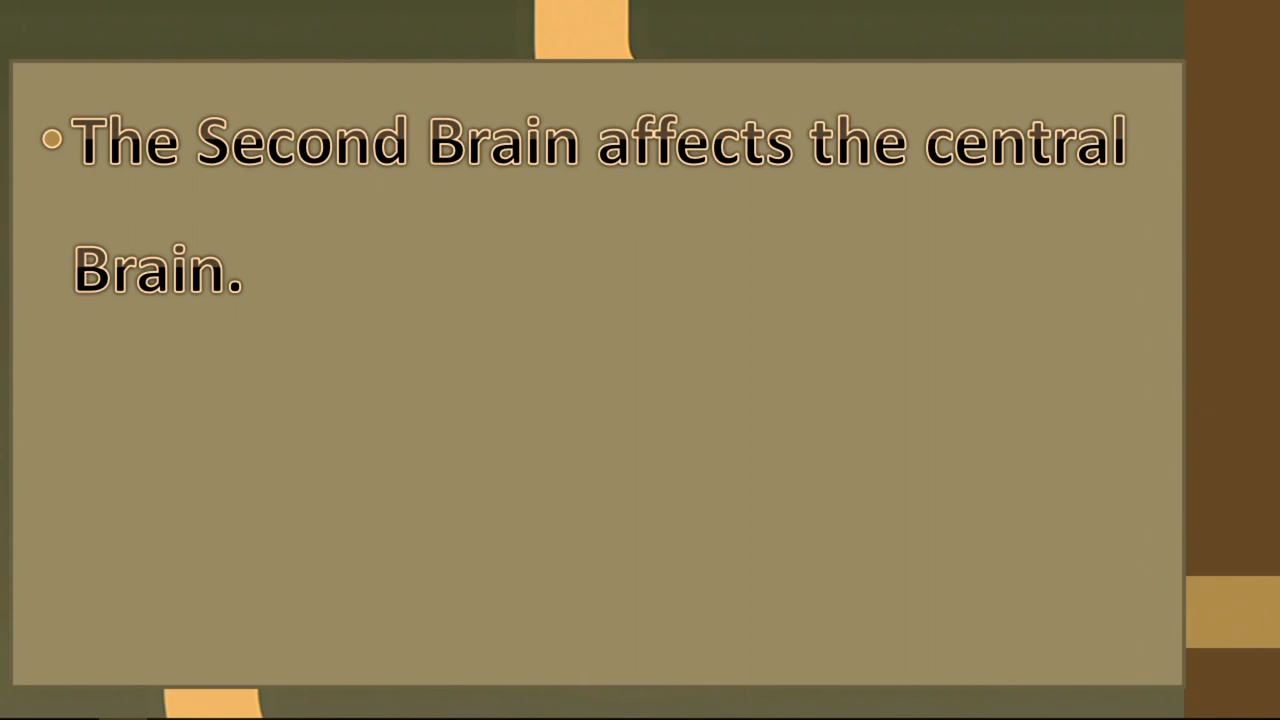 • The Second Brain affects the central
Brain.